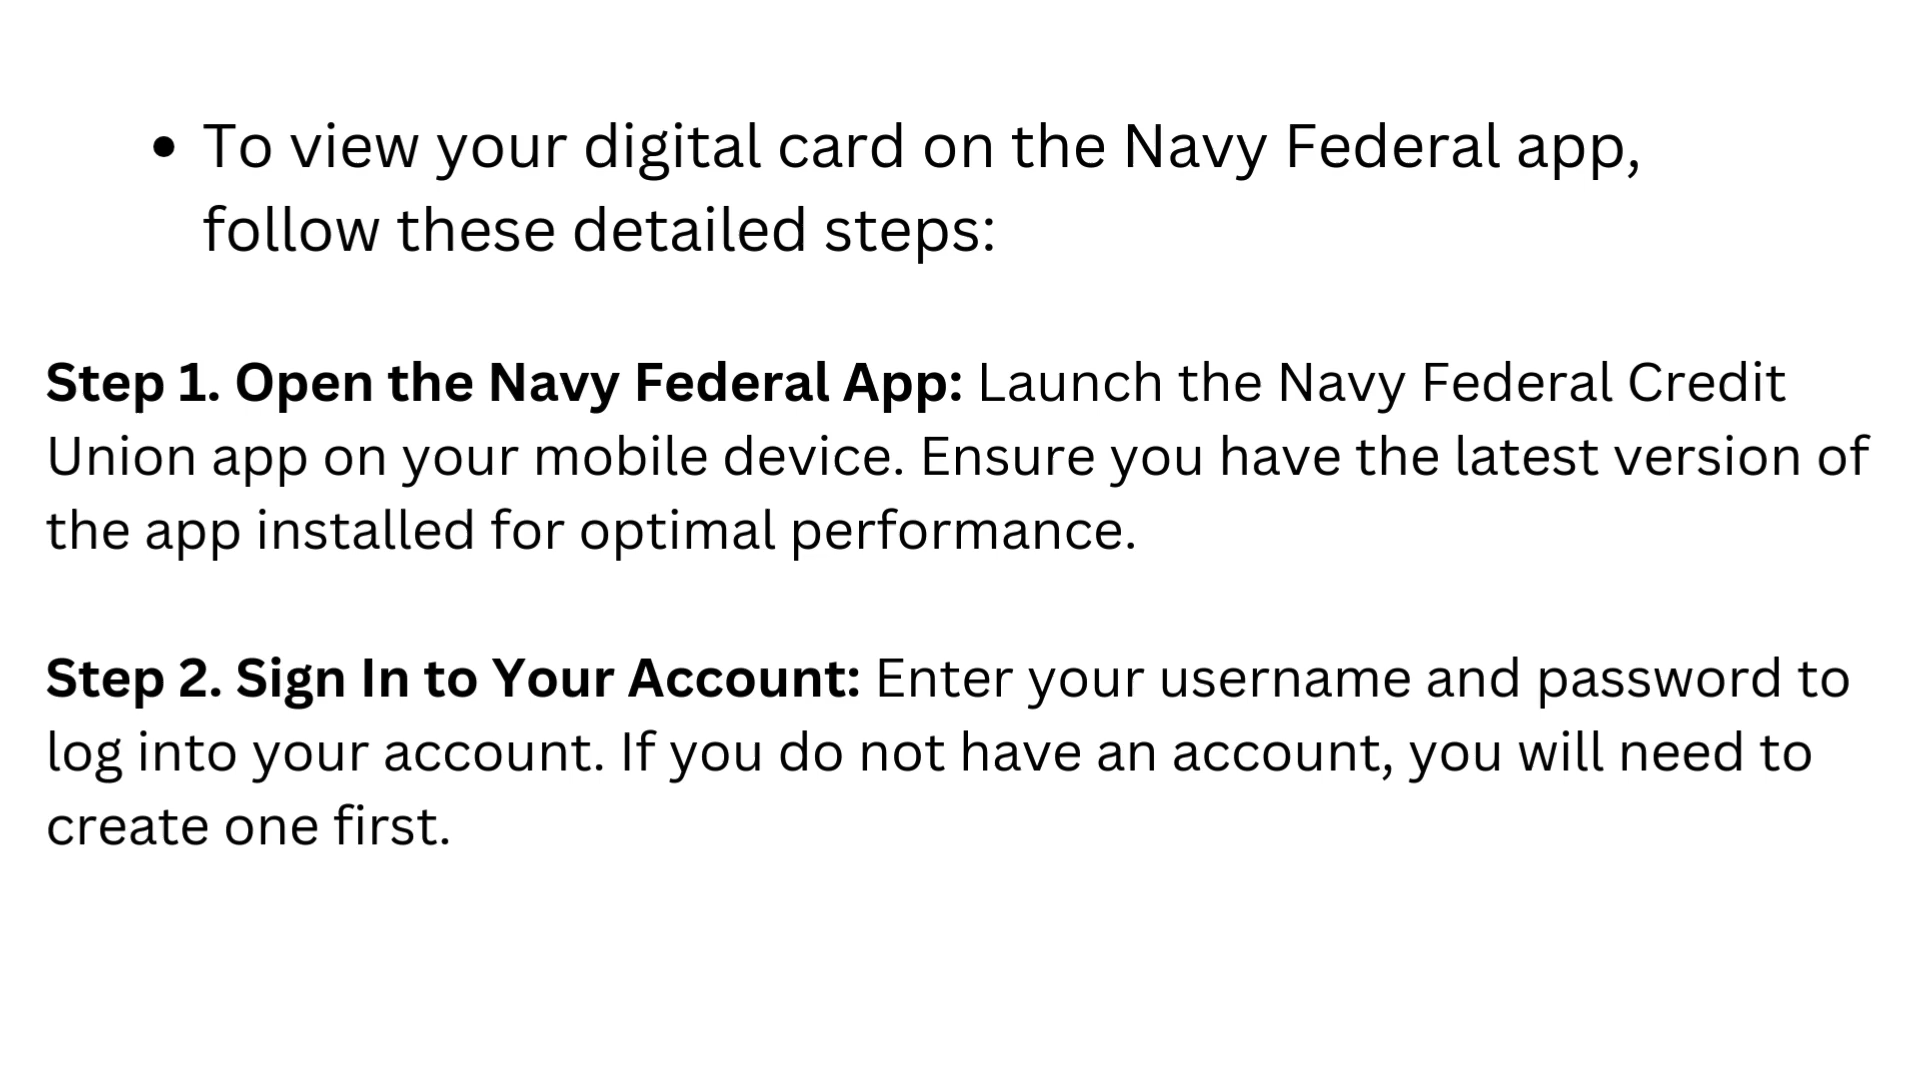 • To view your digital card on the Navy Federal app,
follow these detailed steps:
Step 1. Open the Navy Federal App: Launch the Navy Federal Credit
Union app on your mobile device. Ensure you have the latest version of
the app installed for optimal performance.
Step 2. Sign In to Your Account: Enter your username and password to
log into your account. If you do not have an account, you will need to
create one first.